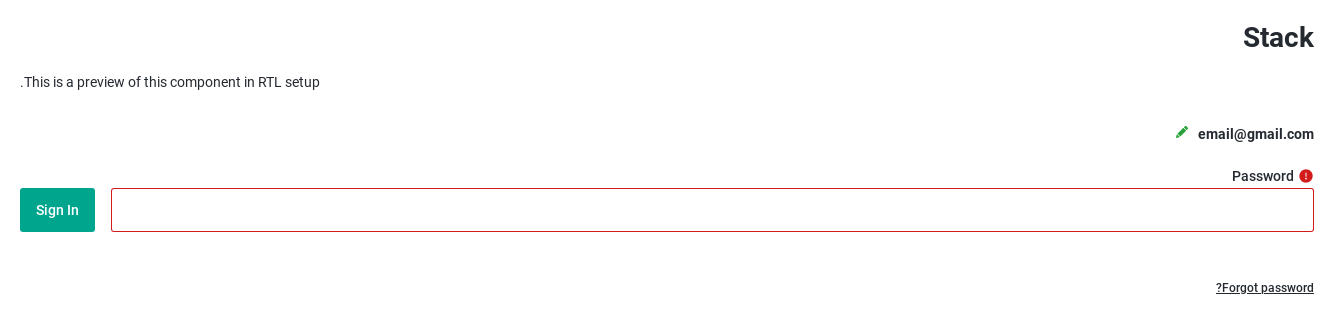 Stack
.This is a preview of this component in RTL setup
email@gmail.com
Password
Sign In
?Forgot password